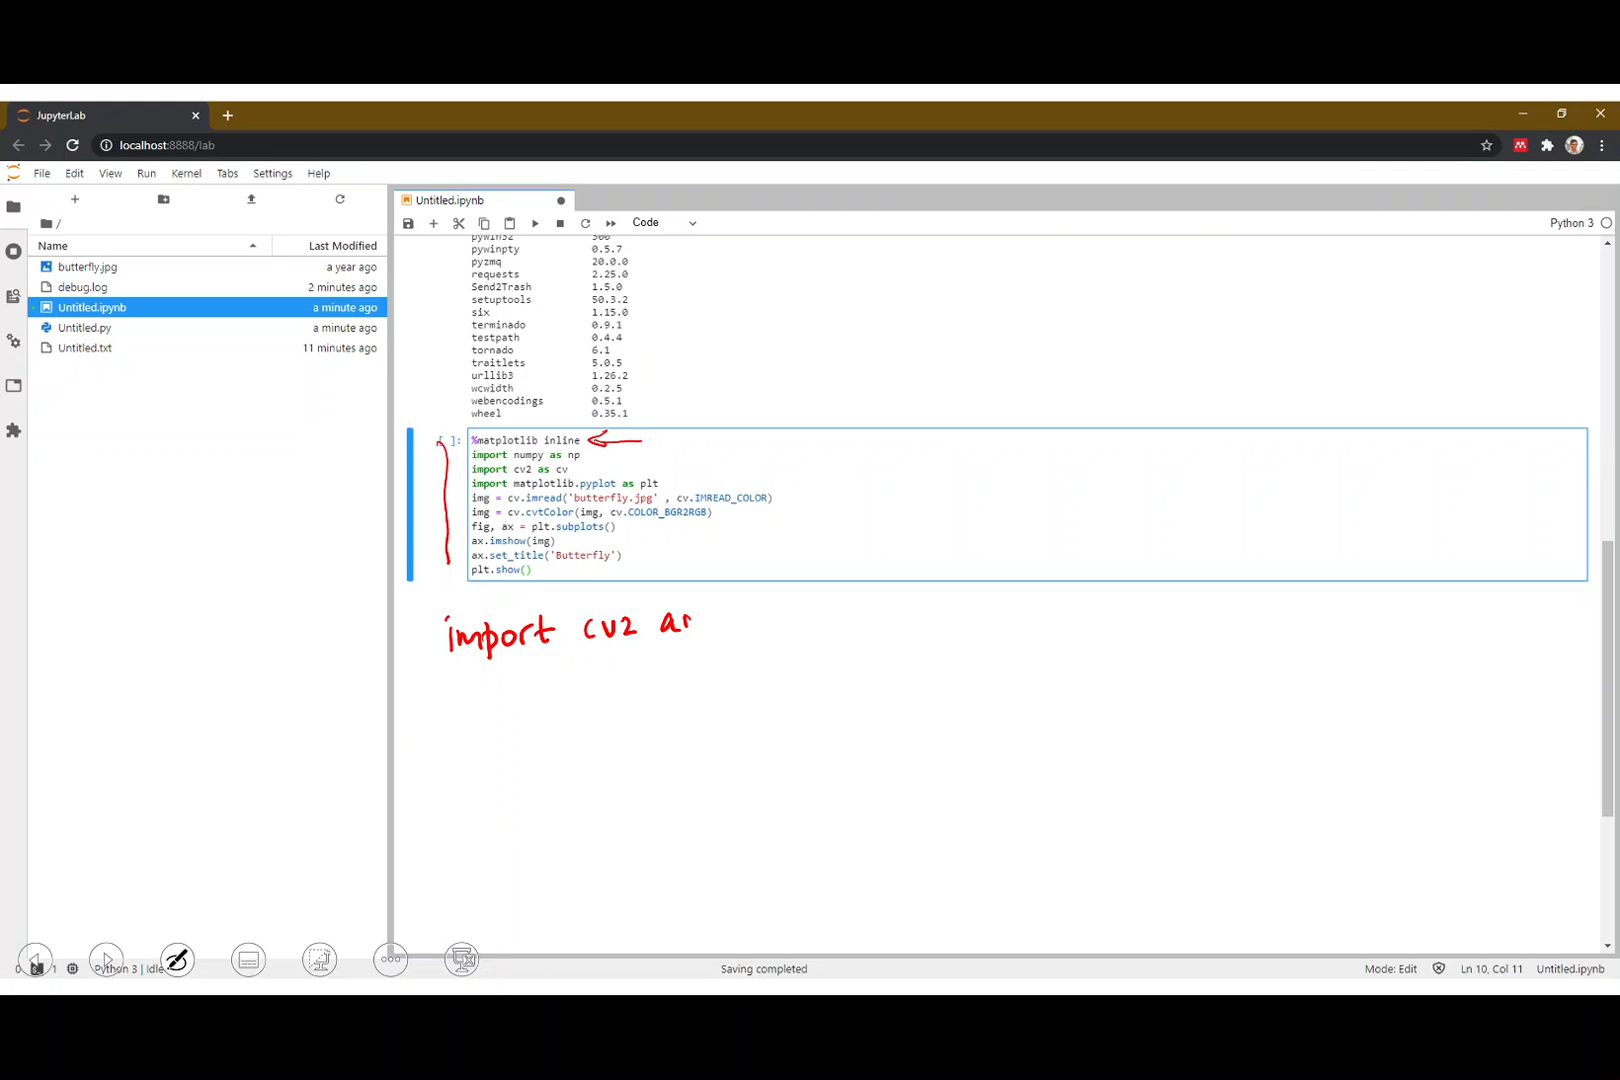 JupyterLab
localhost:8888/lab
File Edit View Run Kernel Tabs Settings Help
/
Name Last Modified
butterfly.jpg a year ago
debug.log 2 minutes ago
Untitled.ipynb a minute ago
Untitled.py a minute ago
Untitled.txt 11 minutes ago
Untitled.ipynb
Code
Python 3
pywin32 300
pywinpty 0.5.7
pyzmq 20.0.0
requests 2.25.0
Send2Trash 1.5.0
setuptools 50.3.2
six 1.15.0
terminado 0.9.1
testpath 0.4.4
tornado 6.1
traitlets 5.0.5
urllib3 1.26.2
wcwidth 0.2.5
webencodings 0.5.1
wheel 0.35.1
[ ]: %matplotlib inline
import numpy as np
import cv2 as cv
import matplotlib.pyplot as plt
img = cv.imread('butterfly.jpg' , cv.IMREAD_COLOR)
img = cv.cvtColor(img, cv.COLOR_BGR2RGB)
fig, ax = plt.subplots()
ax.imshow(img)
ax.set_title('Butterfly')
plt.show()
import cv2 a
0 1 Python 3 | Idle Saving completed Mode: Edit Ln 10, Col 11 Untitled.ipynb